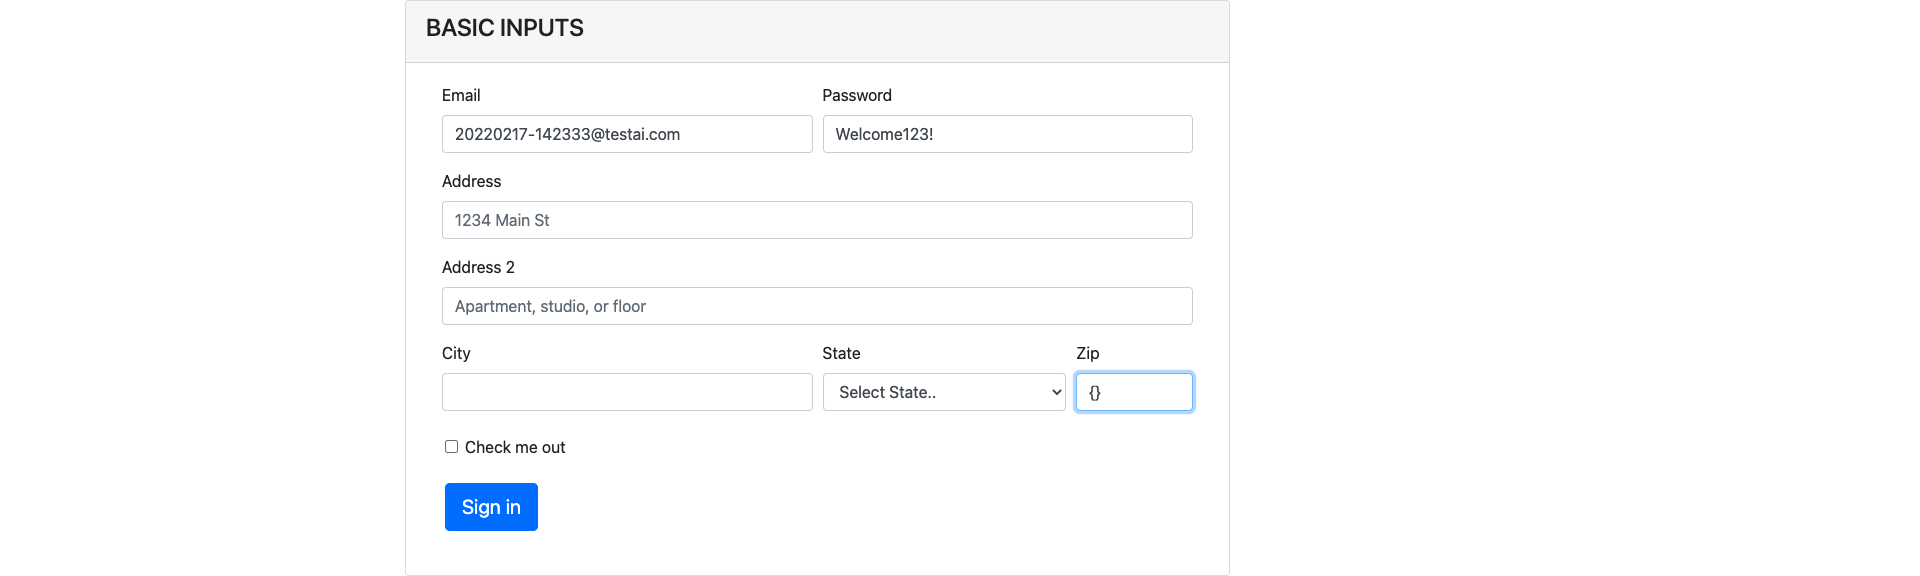 BASIC INPUTS
Email Password
20220217-142333@testai.com Welcome123!
Address
1234 Main St
Address 2
Apartment, studio, or floor
City State Zip
Select State.. {}
Check me out
Sign in